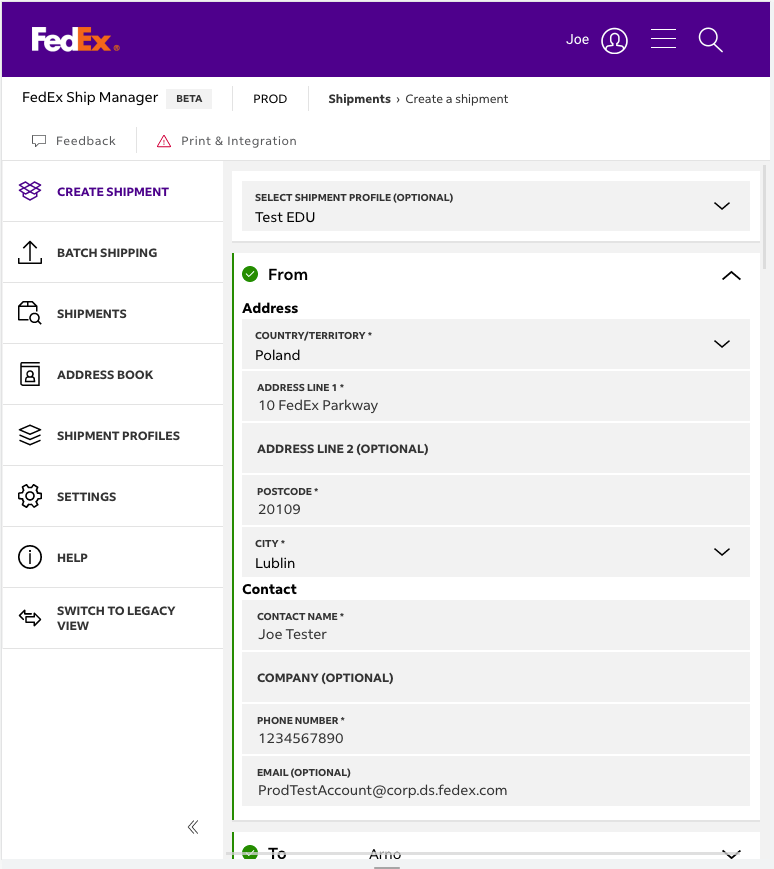 FedEx®
Joe
FedEx Ship Manager BETA PROD Shipments › Create a shipment
Feedback Print & Integration
CREATE SHIPMENT
BATCH SHIPPING
SHIPMENTS
ADDRESS BOOK
SHIPMENT PROFILES
SETTINGS
HELP
SWITCH TO LEGACY
VIEW
SELECT SHIPMENT PROFILE (OPTIONAL)
Test EDU
From
Address
COUNTRY/TERRITORY *
Poland
ADDRESS LINE 1 *
10 FedEx Parkway
ADDRESS LINE 2 (OPTIONAL)
POSTCODE *
20109
CITY *
Lublin
Contact
CONTACT NAME *
Joe Tester
COMPANY (OPTIONAL)
PHONE NUMBER *
1234567890
EMAIL (OPTIONAL)
ProdTestAccount@corp.ds.fedex.com
To Arno